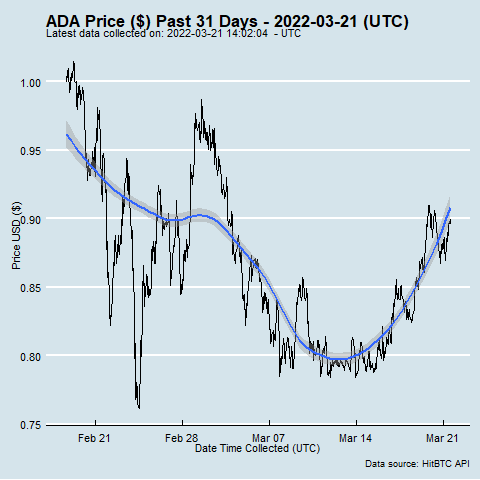 ADA Price ($) Past 31 Days - 2022-03-21 (UTC)
Latest data collected on: 2022-03-21 14:02:04  - UTC
1.00
0.95
0.90
0.85
0.80
0.75
Price USD ($)
Feb 21
Feb 28
Mar 07
Mar 14
Mar 21
Date Time Collected (UTC)
Data source: HitBTC API